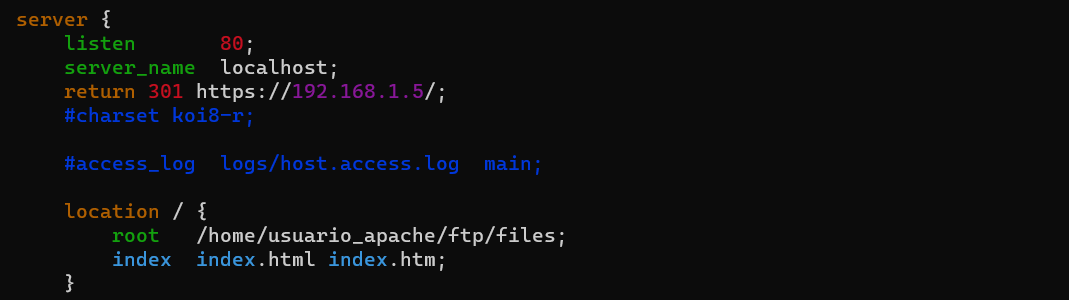 server {
    listen       80;
    server_name  localhost;
    return 301 https://192.168.1.5/;
    #charset koi8-r;

    #access_log  logs/host.access.log  main;

    location / {
        root   /home/usuario_apache/ftp/files;
        index  index.html index.htm;
    }